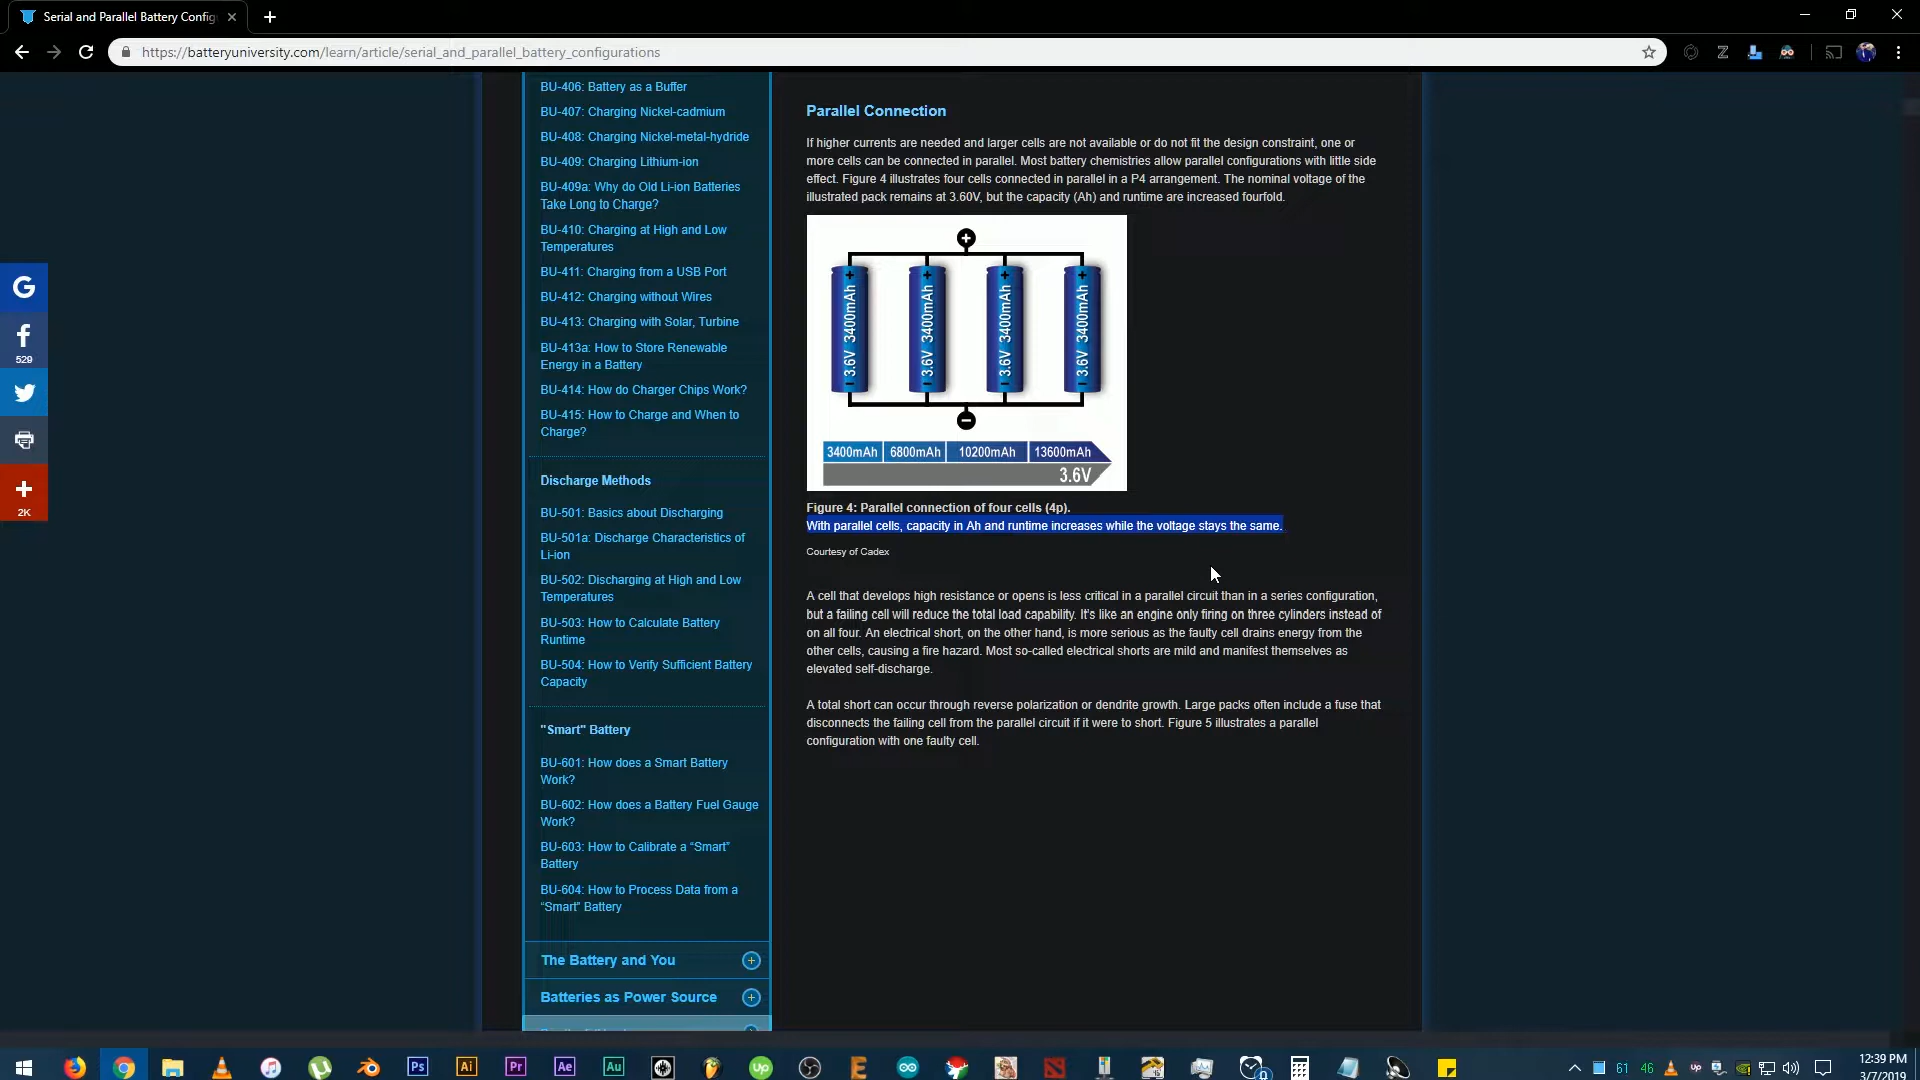 Serial and Parallel Battery Config
https://batteryuniversity.com/learn/article/serial_and_parallel_battery_configurations
529
2K
BU-406: Battery as a Buffer
BU-407: Charging Nickel-cadmium
BU-408: Charging Nickel-metal-hydride
BU-409: Charging Lithium-ion
BU-409a: Why do Old Li-ion Batteries
Take Long to Charge?
BU-410: Charging at High and Low
Temperatures
BU-411: Charging from a USB Port
BU-412: Charging without Wires
BU-413: Charging with Solar, Turbine
BU-413a: How to Store Renewable
Energy in a Battery
BU-414: How do Charger Chips Work?
BU-415: How to Charge and When to
Charge?
Discharge Methods
BU-501: Basics about Discharging
BU-501a: Discharge Characteristics of
Li-ion
BU-502: Discharging at High and Low
Temperatures
BU-503: How to Calculate Battery
Runtime
BU-504: How to Verify Sufficient Battery
Capacity
"Smart" Battery
BU-601: How does a Smart Battery
Work?
BU-602: How does a Battery Fuel Gauge
Work?
BU-603: How to Calibrate a “Smart”
Battery
BU-604: How to Process Data from a
“Smart” Battery
The Battery and You
Batteries as Power Source
Parallel Connection
If higher currents are needed and larger cells are not available or do not fit the design constraint, one or
more cells can be connected in parallel. Most battery chemistries allow parallel configurations with little side
effect. Figure 4 illustrates four cells connected in parallel in a P4 arrangement. The nominal voltage of the
illustrated pack remains at 3.60V, but the capacity (Ah) and runtime are increased fourfold.
3.6V 3400mAh
3.6V 3400mAh
3.6V 3400mAh
3.6V 3400mAh
3400mAh 6800mAh 10200mAh 13600mAh
3.6V
Figure 4: Parallel connection of four cells (4p).
With parallel cells, capacity in Ah and runtime increases while the voltage stays the same.
Courtesy of Cadex
A cell that develops high resistance or opens is less critical in a parallel circuit than in a series configuration,
but a failing cell will reduce the total load capability. It's like an engine only firing on three cylinders instead of
on all four. An electrical short, on the other hand, is more serious as the faulty cell drains energy from the
other cells, causing a fire hazard. Most so-called electrical shorts are mild and manifest themselves as
elevated self-discharge.
A total short can occur through reverse polarization or dendrite growth. Large packs often include a fuse that
disconnects the failing cell from the parallel circuit if it were to short. Figure 5 illustrates a parallel
configuration with one faulty cell.
Ps Ai Pr Ae Au Up
61 46
12:39 PM
3/7/2019